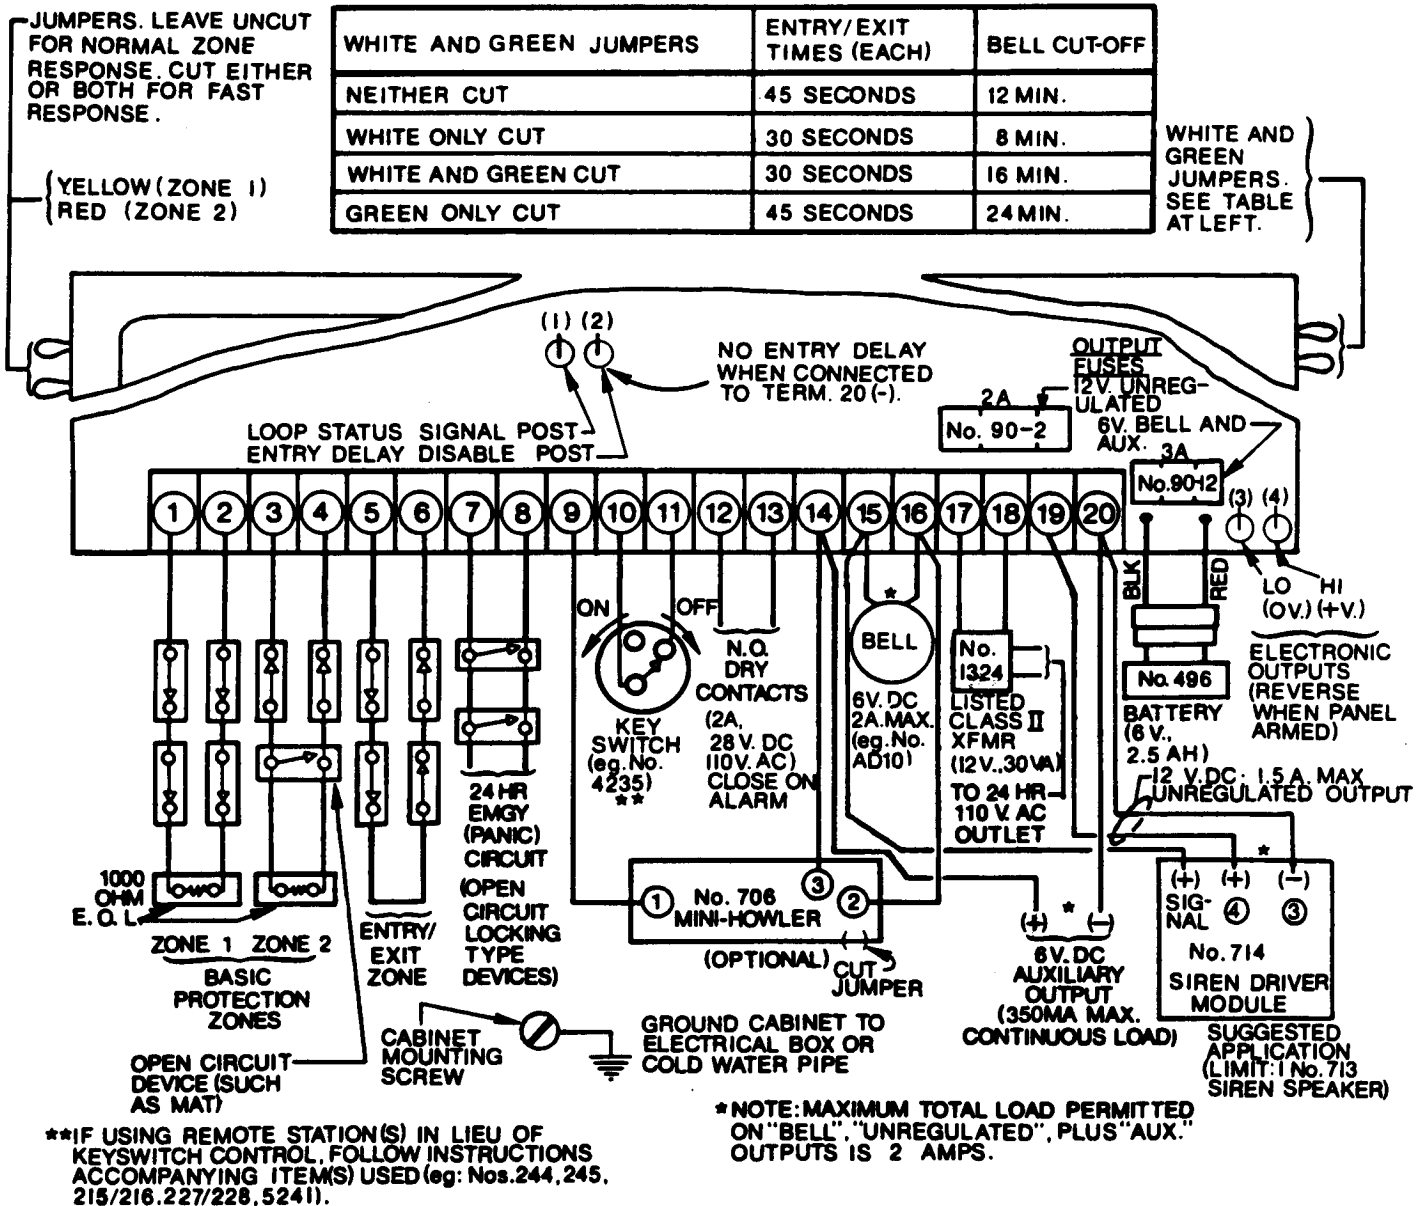 JUMPERS. LEAVE UNCUT
FOR NORMAL ZONE
RESPONSE. CUT EITHER
OR BOTH FOR FAST
RESPONSE.
YELLOW (ZONE 1)
RED (ZONE 2)
WHITE AND GREEN JUMPERS
ENTRY/EXIT
TIMES (EACH)
BELL CUT-OFF
NEITHER CUT
45 SECONDS
12 MIN.
WHITE ONLY CUT
30 SECONDS
8 MIN.
WHITE AND GREEN CUT
30 SECONDS
16 MIN.
GREEN ONLY CUT
45 SECONDS
24 MIN.
WHITE AND
GREEN
JUMPERS.
SEE TABLE
AT LEFT.
(1) (2)
NO ENTRY DELAY
WHEN CONNECTED
TO TERM. 20 (-).
LOOP STATUS SIGNAL POST
ENTRY DELAY DISABLE POST
OUTPUT
FUSES
12V. UNREG-
ULATED
2A
No. 90-2
6V. BELL AND
AUX.
3A
No.90-12
(3) (4)
1 2 3 4 5 6 7 8 9 10 11 12 13 14 15 16 17 18 19 20
BLK
RED
LO HI
(0V.) (+V.)
ELECTRONIC
OUTPUTS
(REVERSE
WHEN PANEL
ARMED)
ON
OFF
KEY
SWITCH
(eg.No.
4235)
**
N.O.
DRY
CONTACTS
(2A,
28 V. DC
110V. AC)
CLOSE ON
ALARM
*
BELL
6V. DC
2A. MAX.
(eg. No.
AD10)
No.
1324
LISTED
CLASS II
XFMR
(12V.,30VA)
TO 24 HR
110 V. AC
OUTLET
No. 496
BATTERY
(6 V.,
2.5 AH)
12 V. DC. 1.5 A. MAX
UNREGULATED OUTPUT
24 HR
EMGY
(PANIC)
CIRCUIT
(OPEN
CIRCUIT
LOCKING
TYPE
DEVICES)
1000
OHM
E.O.L.
ZONE 1 ZONE 2
BASIC
PROTECTION
ZONES
ENTRY/
EXIT
ZONE
1
No. 706
MINI-HOWLER
3
2
(OPTIONAL)
CUT
JUMPER
(+) * (-)
6V. DC
AUXILIARY
OUTPUT
(350MA MAX.
CONTINUOUS LOAD)
*
(+) (+) (-)
SIG-
NAL
4 3
No. 714
SIREN DRIVER
MODULE
SUGGESTED
APPLICATION
(LIMIT: 1 No. 713
SIREN SPEAKER)
OPEN CIRCUIT
DEVICE (SUCH
AS MAT)
CABINET
MOUNTING
SCREW
GROUND CABINET TO
ELECTRICAL BOX OR
COLD WATER PIPE
*NOTE: MAXIMUM TOTAL LOAD PERMITTED
ON "BELL", "UNREGULATED", PLUS "AUX."
OUTPUTS IS 2 AMPS.
**IF USING REMOTE STATION(S) IN LIEU OF
KEYSWITCH CONTROL, FOLLOW INSTRUCTIONS
ACCOMPANYING ITEM(S) USED (eg: Nos.244,245,
215/216.227/228,5241).